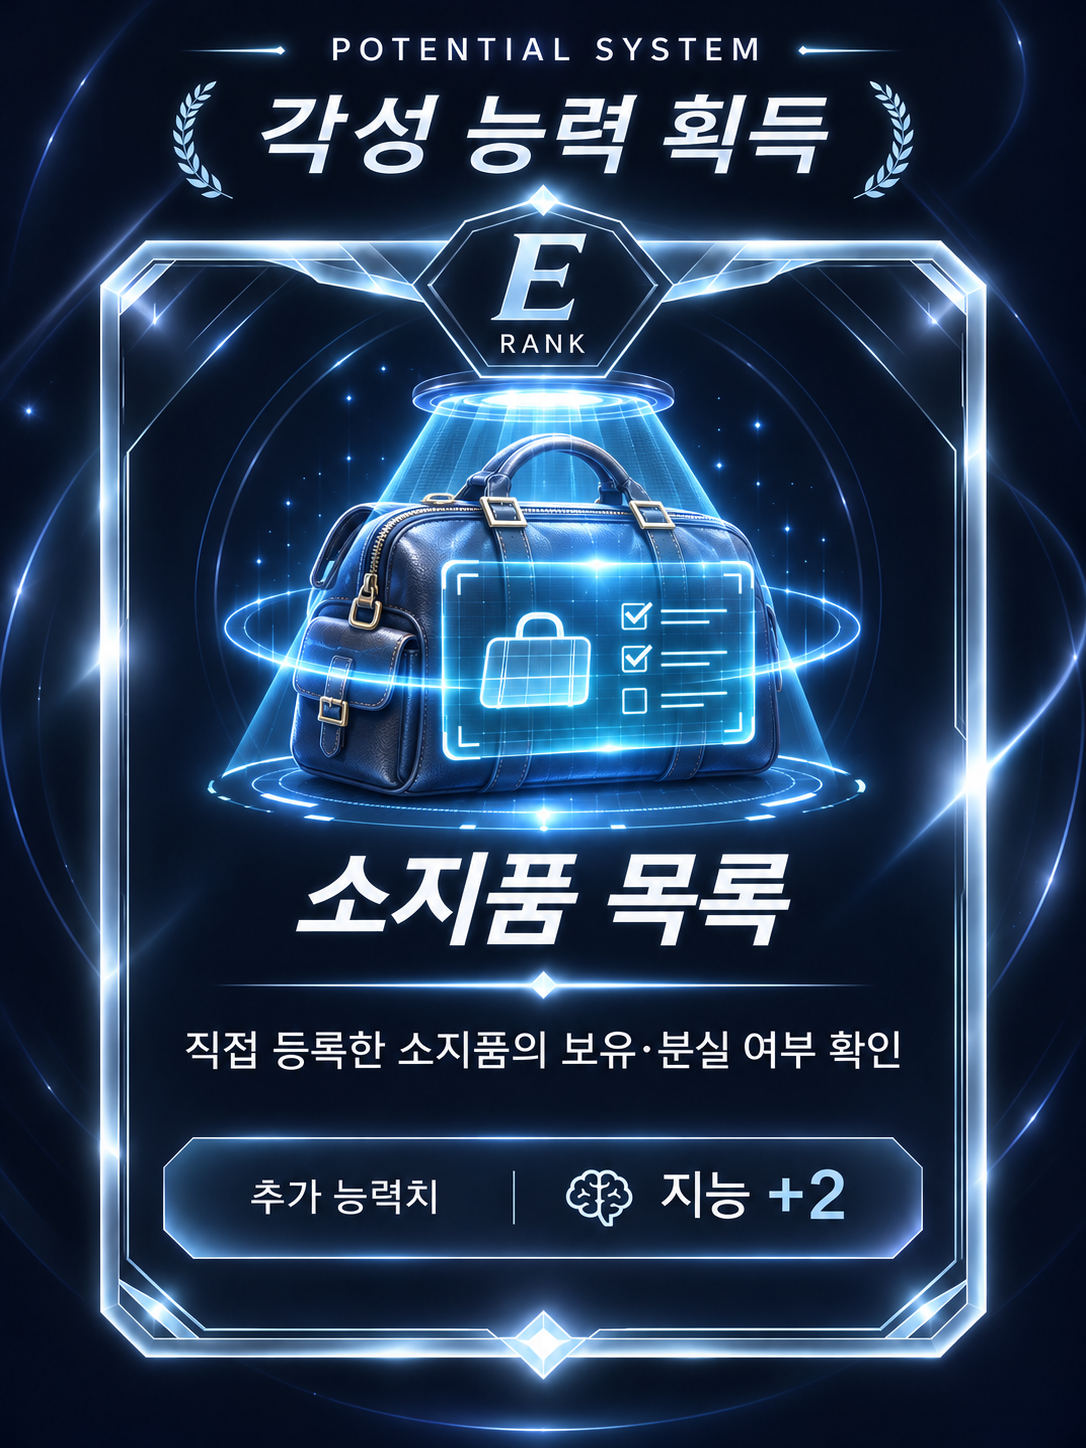 POTENTIAL SYSTEM
각성 능력 획득
E
RANK
소지품 목록
직접 등록한 소지품의 보유·분실 여부 확인
추가 능력치
지능 +2